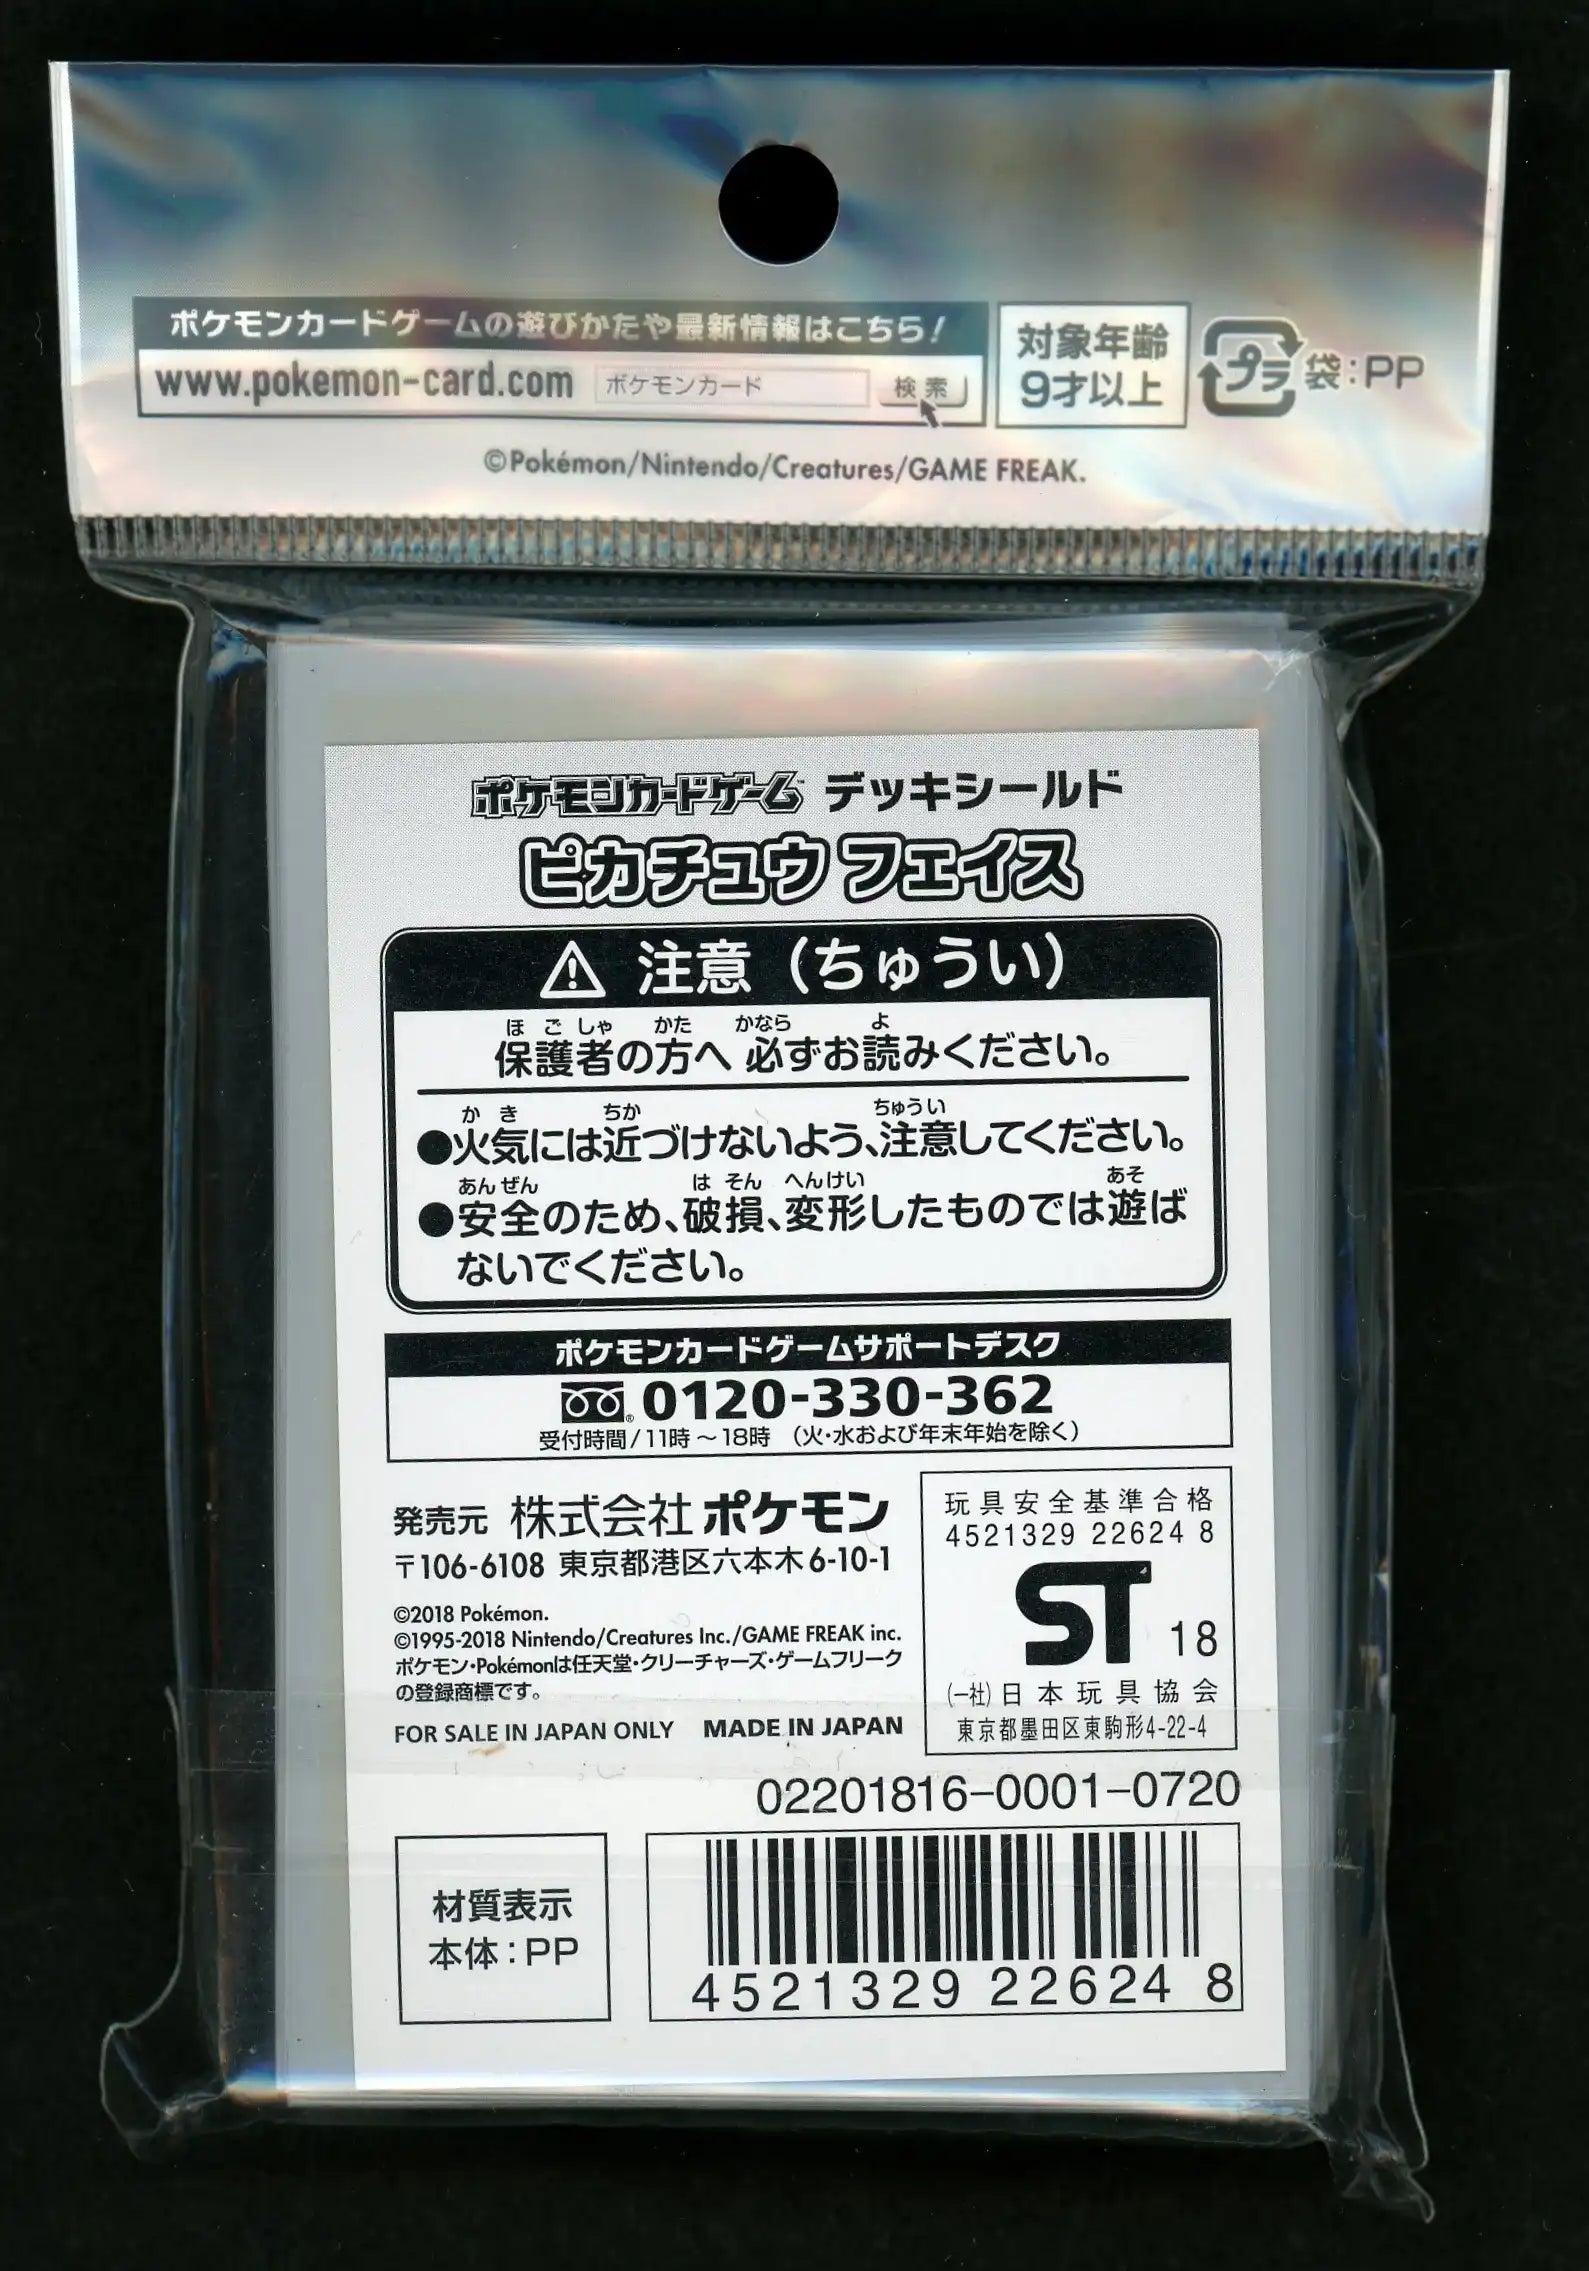 ポケモンカードゲームの遊びかたや最新情報はこちら!
www.pokemon-card.com ポケモンカード 検索
対象年齢
9才以上
プラ 袋:PP
©Pokémon/Nintendo/Creatures/GAME FREAK.
ポケモンカードゲーム™ デッキシールド
ピカチュウ フェイス
⚠ 注意(ちゅうい)
ほごしゃ かた かなら よ
保護者の方へ 必ずお読みください。
かき ちか ちゅうい
●火気には近づけないよう、注意してください。
あんぜん はそん へんけい あそ
●安全のため、破損、変形したものでは遊ば
ないでください。
ポケモンカードゲームサポートデスク
® 0120-330-362
受付時間/11時~18時 (火・水および年末年始を除く)
発売元 株式会社 ポケモン
〒106-6108 東京都港区六本木6-10-1
©2018 Pokémon.
©1995-2018 Nintendo/Creatures Inc./GAME FREAK inc.
ポケモン・Pokémonは任天堂・クリーチャーズ・ゲームフリーク
の登録商標です。
FOR SALE IN JAPAN ONLY MADE IN JAPAN
玩具安全基準合格
4521329 22624 8
ST 18
(一社)日本玩具協会
東京都墨田区東駒形4-22-4
02201816-0001-0720
材質表示
本体:PP
4521329 22624 8